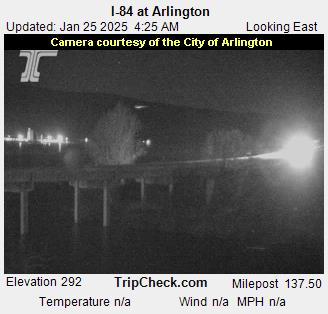 I-84 at Arlington
Updated: Jan 25 2025 4:25 AM Looking East
Camera courtesy of the City of Arlington
Elevation 292 TripCheck.com Milepost 137.50
Temperature n/a Wind n/a MPH n/a